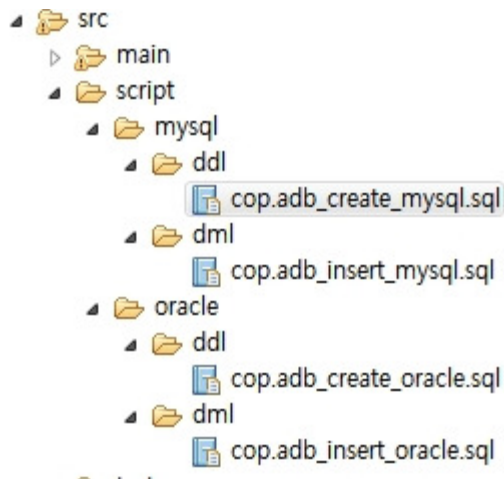 src
main
script
mysql
ddl
cop.adb_create_mysql.sql
dml
cop.adb_insert_mysql.sql
oracle
ddl
cop.adb_create_oracle.sql
dml
cop.adb_insert_oracle.sql